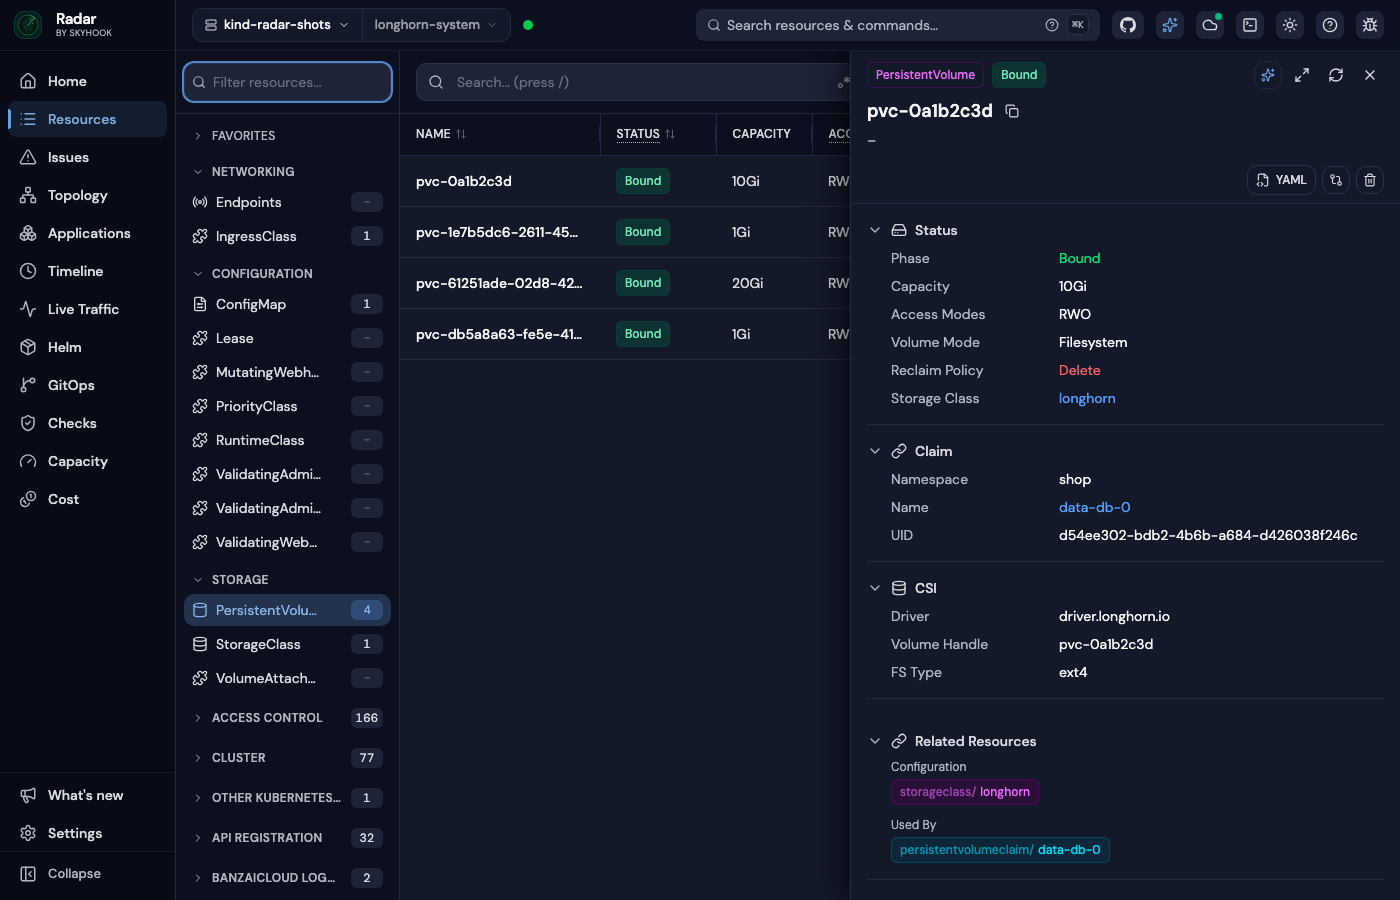 Radar
BY SKYHOOK
kind-radar-shots
longhorn-system
Search resources & commands...
⌘K
Home
Resources
Issues
Topology
Applications
Timeline
Live Traffic
Helm
GitOps
Checks
Capacity
Cost
What's new
Settings
Collapse
Filter resources...
FAVORITES
NETWORKING
Endpoints –
IngressClass 1
CONFIGURATION
ConfigMap 1
Lease –
MutatingWebh... –
PriorityClass –
RuntimeClass –
ValidatingAdmi... –
ValidatingAdmi... –
ValidatingWeb... –
STORAGE
PersistentVolu... 4
StorageClass 1
VolumeAttach... –
ACCESS CONTROL 166
CLUSTER 77
OTHER KUBERNETES... 1
API REGISTRATION 32
BANZAICLOUD LOG... 2
Search... (press /)
.*
NAME STATUS CAPACITY ACC
pvc-0a1b2c3d Bound 10Gi RW
pvc-1e7b5dc6-2611-45... Bound 1Gi RW
pvc-61251ade-02d8-42... Bound 20Gi RW
pvc-db5a8a63-fe5e-41... Bound 1Gi RW
PersistentVolume Bound
pvc-0a1b2c3d
–
YAML
Status
Phase Bound
Capacity 10Gi
Access Modes RWO
Volume Mode Filesystem
Reclaim Policy Delete
Storage Class longhorn
Claim
Namespace shop
Name data-db-0
UID d54ee302-bdb2-4b6b-a684-d426038f246c
CSI
Driver driver.longhorn.io
Volume Handle pvc-0a1b2c3d
FS Type ext4
Related Resources
Configuration
storageclass/ longhorn
Used By
persistentvolumeclaim/ data-db-0